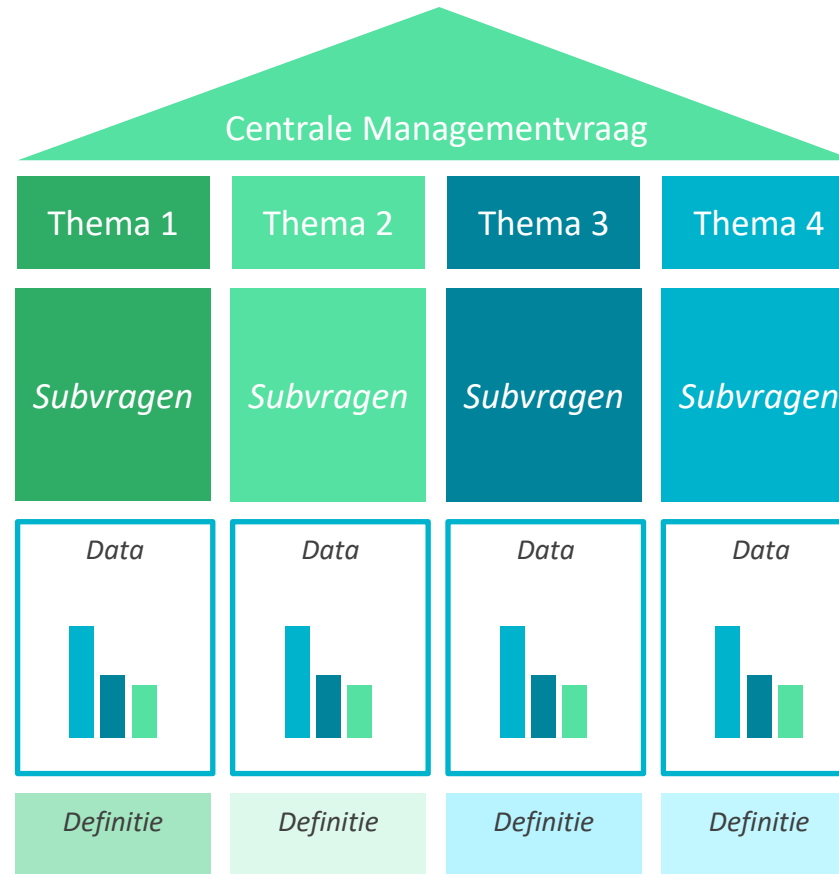 Centrale Managementvraag
Thema 1
Thema 2
Thema 3
Thema 4
Subvragen
Subvragen
Subvragen
Subvragen
Data
Data
Data
Data
Definitie
Definitie
Definitie
Definitie